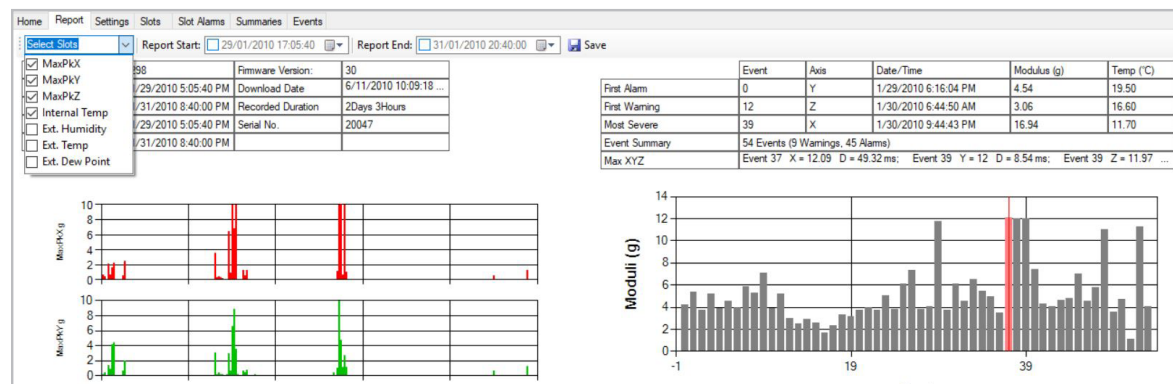 Home Report Settings Slots Slot Alarms Summaries Events
Select Slots Report Start: 29/01/2010 17:05:40 Report End: 31/01/2010 20:40:00 Save
MaxPkX
MaxPkY
MaxPkZ
Internal Temp
Ext. Humidity
Ext. Temp
Ext. Dew Point
298 Firmware Version: 30
/29/2010 5:05:40 PM Download Date 6/11/2010 10:09:18 ...
/31/2010 8:40:00 PM Recorded Duration 2Days 3Hours
/29/2010 5:05:40 PM Serial No. 20047
/31/2010 8:40:00 PM
Event Axis Date/Time Modulus (g) Temp (°C)
First Alarm 0 Y 1/29/2010 6:16:04 PM 4.54 19.50
First Warning 12 Z 1/30/2010 6:44:50 AM 3.06 16.60
Most Severe 39 X 1/30/2010 9:44:43 PM 16.94 11.70
Event Summary 54 Events (9 Warnings, 45 Alarms)
Max XYZ Event 37 X = 12.09 D = 49.32 ms; Event 39 Y = 12 D = 8.54 ms; Event 39 Z = 11.97 ...
MaxPkX g
10
8
6
4
2
0
MaxPkY g
10
8
6
4
2
0
Moduli (g)
14
12
10
8
6
4
2
0
-1 19 39